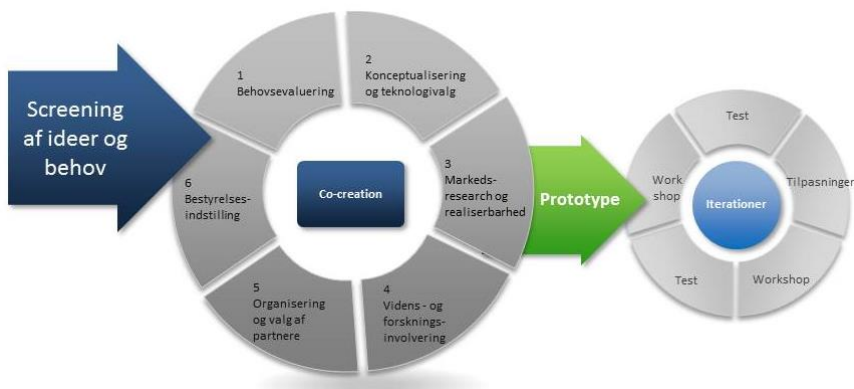 Screening
af ideer og
behov
1
Behovsevaluering
2
Konceptualisering
og teknologivalg
3
Markeds-
research og
realiserbarhed
4
Videns - og
forsknings-
involvering
5
Organisering
og valg af
partnere
6
Bestyrelses-
indstilling
Co-creation
Prototype
Test
Tilpasninger
Workshop
Test
Work
shop
Iterationer